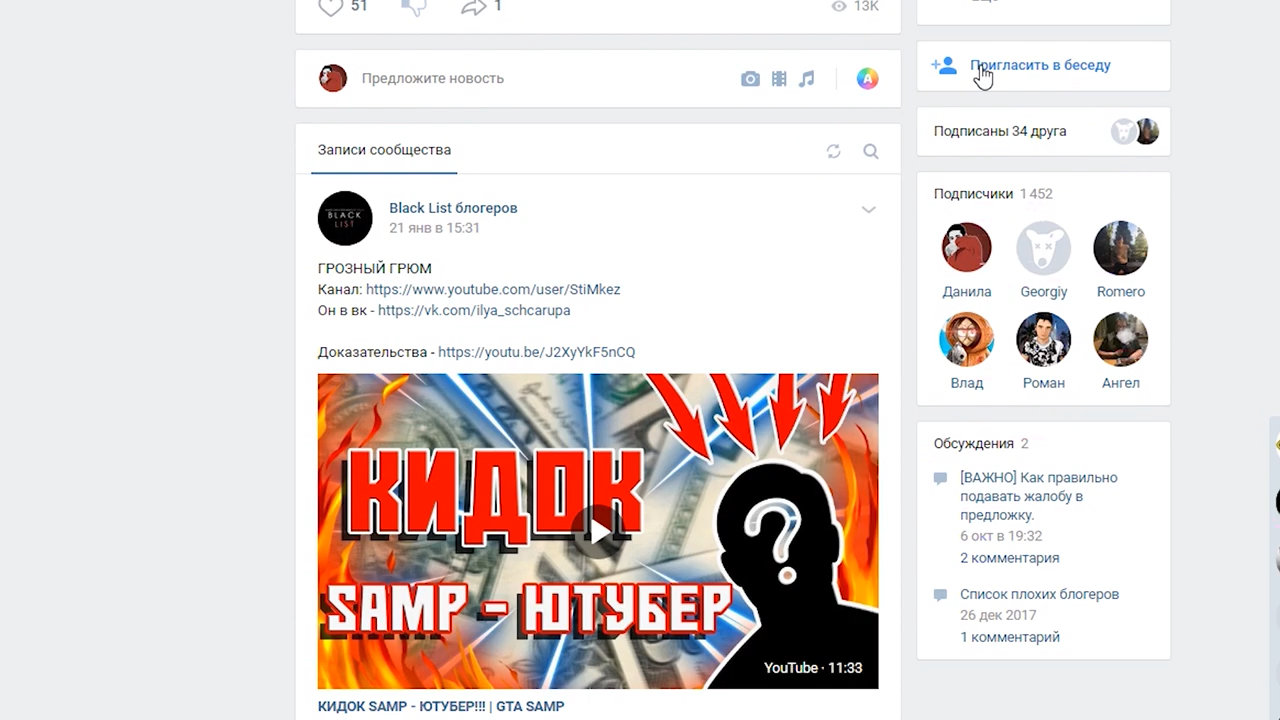 51
1
13K
Предложите новость
Записи сообщества
BLACK
LIST
Black List блогеров
21 янв в 15:31
ГРОЗНЫЙ ГРЮМ
Канал: https://www.youtube.com/user/StiMkez
Он в вк - https://vk.com/ilya_schcarupa
Доказательства - https://youtu.be/J2XyYkF5nCQ
КИДОК
?
SAMP - ЮТУБЕР
YouTube · 11:33
КИДОК SAMP - ЮТУБЕР!!! | GTA SAMP
Пригласить в беседу
Подписаны 34 друга
Подписчики 1 452
Данила Georgiy Romero
Влад Роман Ангел
Обсуждения 2
[ВАЖНО] Как правильно
подавать жалобу в
предложку.
6 окт в 19:32
2 комментария
Список плохих блогеров
26 дек 2017
1 комментарий